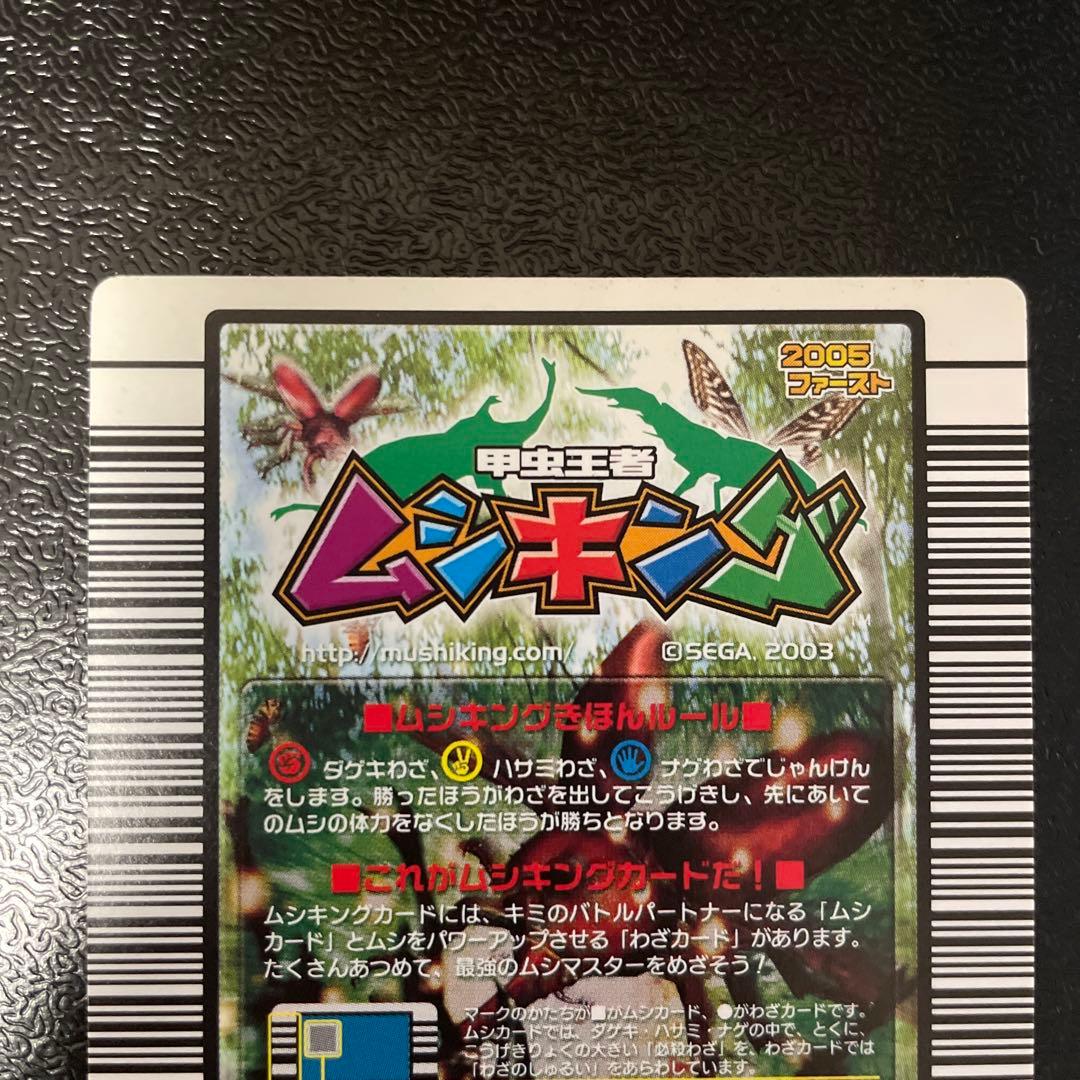 2005
ファースト
甲虫王者
ムシキング
http://mushiking.com/ ©SEGA, 2003
■ムシキングきほんルール■
ダゲキわざ、 ハサミわざ、 ナゲわざでじゃんけん
をします。勝ったほうがわざを出してこうげきし、先にあいて
のムシの体力をなくしたほうが勝ちとなります。
■これがムシキングカードだ！■
ムシキングカードには、キミのバトルパートナーになる「ムシ
カード」とムシをパワーアップさせる「わざカード」があります。
たくさんあつめて、最強のムシマスターをめざそう！
マークのかたちが■がムシカード、●がわざカードです。
ムシカードでは、ダゲキ・ハサミ・ナゲの中で、とくに、
こうげきりょくの大きい「必殺わざ」を、わざカードでは
「わざのしゅるい」をあらわしています。